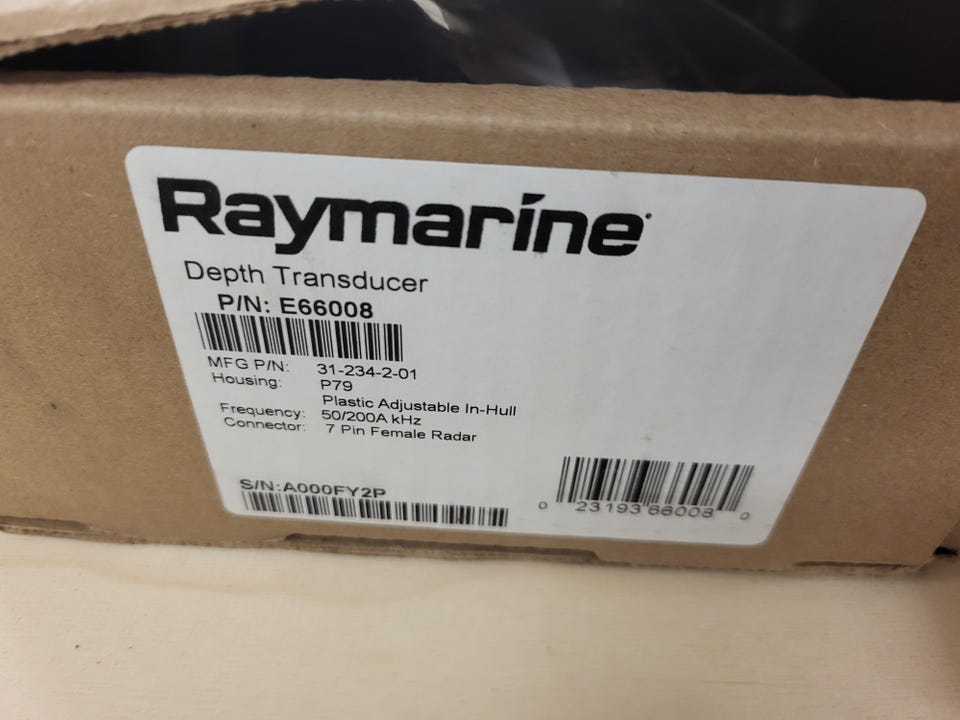 Raymarine
Depth Transducer
P/N: E66008
MFG P/N: 31-234-2-01
Housing: P79
Plastic Adjustable In-Hull
Frequency: 50/200A kHz
Connector: 7 Pin Female Radar
S/N:A000FY2P
0 23193 66008 0